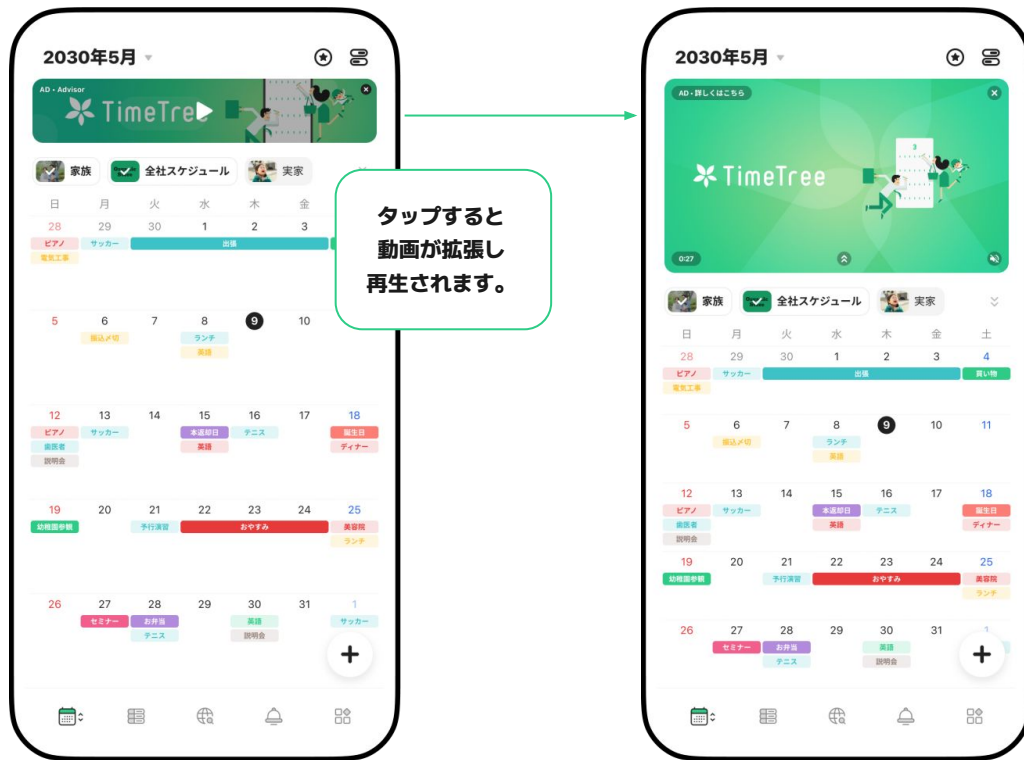 2030年5月
AD • Advisor
TimeTree
家族 全社スケジュール 実家
日 月 火 水 木 金
28 29 30 1 2 3
ピアノ サッカー 出張
電気工事
5 6 7 8 9 10
振込〆切 ランチ
英語
12 13 14 15 16 17 18
ピアノ サッカー 本返却日 テニス 誕生日
歯医者 英語 ディナー
説明会
19 20 21 22 23 24 25
幼稚園参観 予行演習 おやすみ 美容院
ランチ
26 27 28 29 30 31 1
セミナー お弁当 英語 サッカー
テニス 説明会
タップすると
動画が拡張し
再生されます。
2030年5月
AD • 詳しくはこちら
3
TimeTree
0:27
家族 全社スケジュール 実家
日 月 火 水 木 金 土
28 29 30 1 2 3 4
ピアノ サッカー 出張 買い物
電気工事
5 6 7 8 9 10 11
振込〆切 ランチ
英語
12 13 14 15 16 17 18
ピアノ サッカー 本返却日 テニス 誕生日
歯医者 英語 ディナー
説明会
19 20 21 22 23 24 25
幼稚園参観 予行演習 おやすみ 美容院
ランチ
26 27 28 29 30 31 1
セミナー お弁当 英語
テニス 説明会